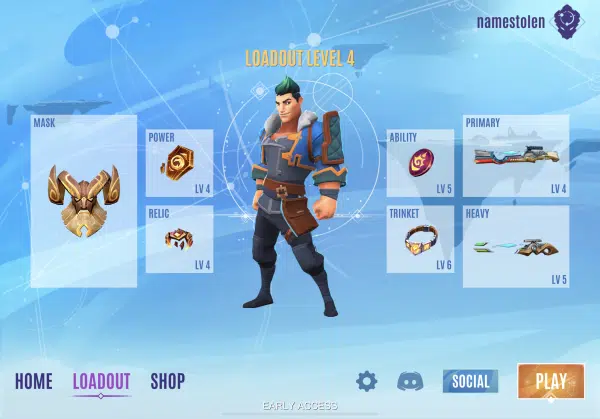 namestolen
LOADOUT LEVEL 4
MASK
POWER
LV 4
RELIC
LV 4
ABILITY
LV 5
PRIMARY
LV 4
TRINKET
LV 6
HEAVY
LV 5
HOME
LOADOUT
SHOP
SOCIAL
PLAY
EARLY ACCESS